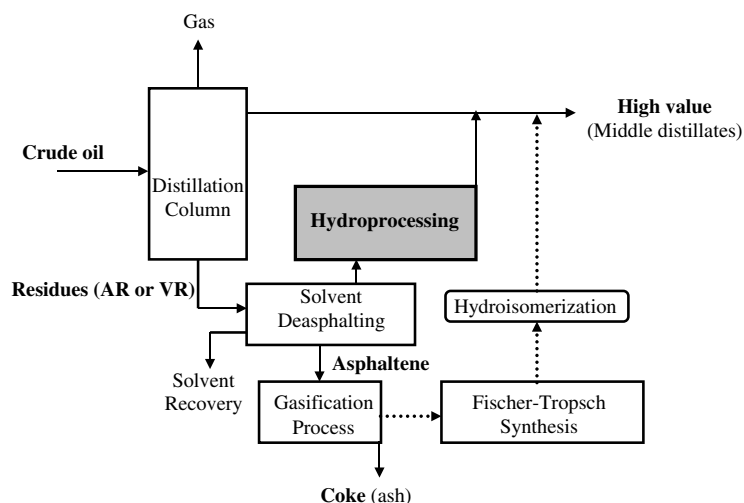 Gas
High value
(Middle distillates)
Crude oil
Distillation
Column
Hydroprocessing
Residues (AR or VR)
Solvent
Deasphalting
Hydroisomerization
Asphaltene
Solvent
Recovery
Gasification
Process
Fischer-Tropsch
Synthesis
Coke (ash)